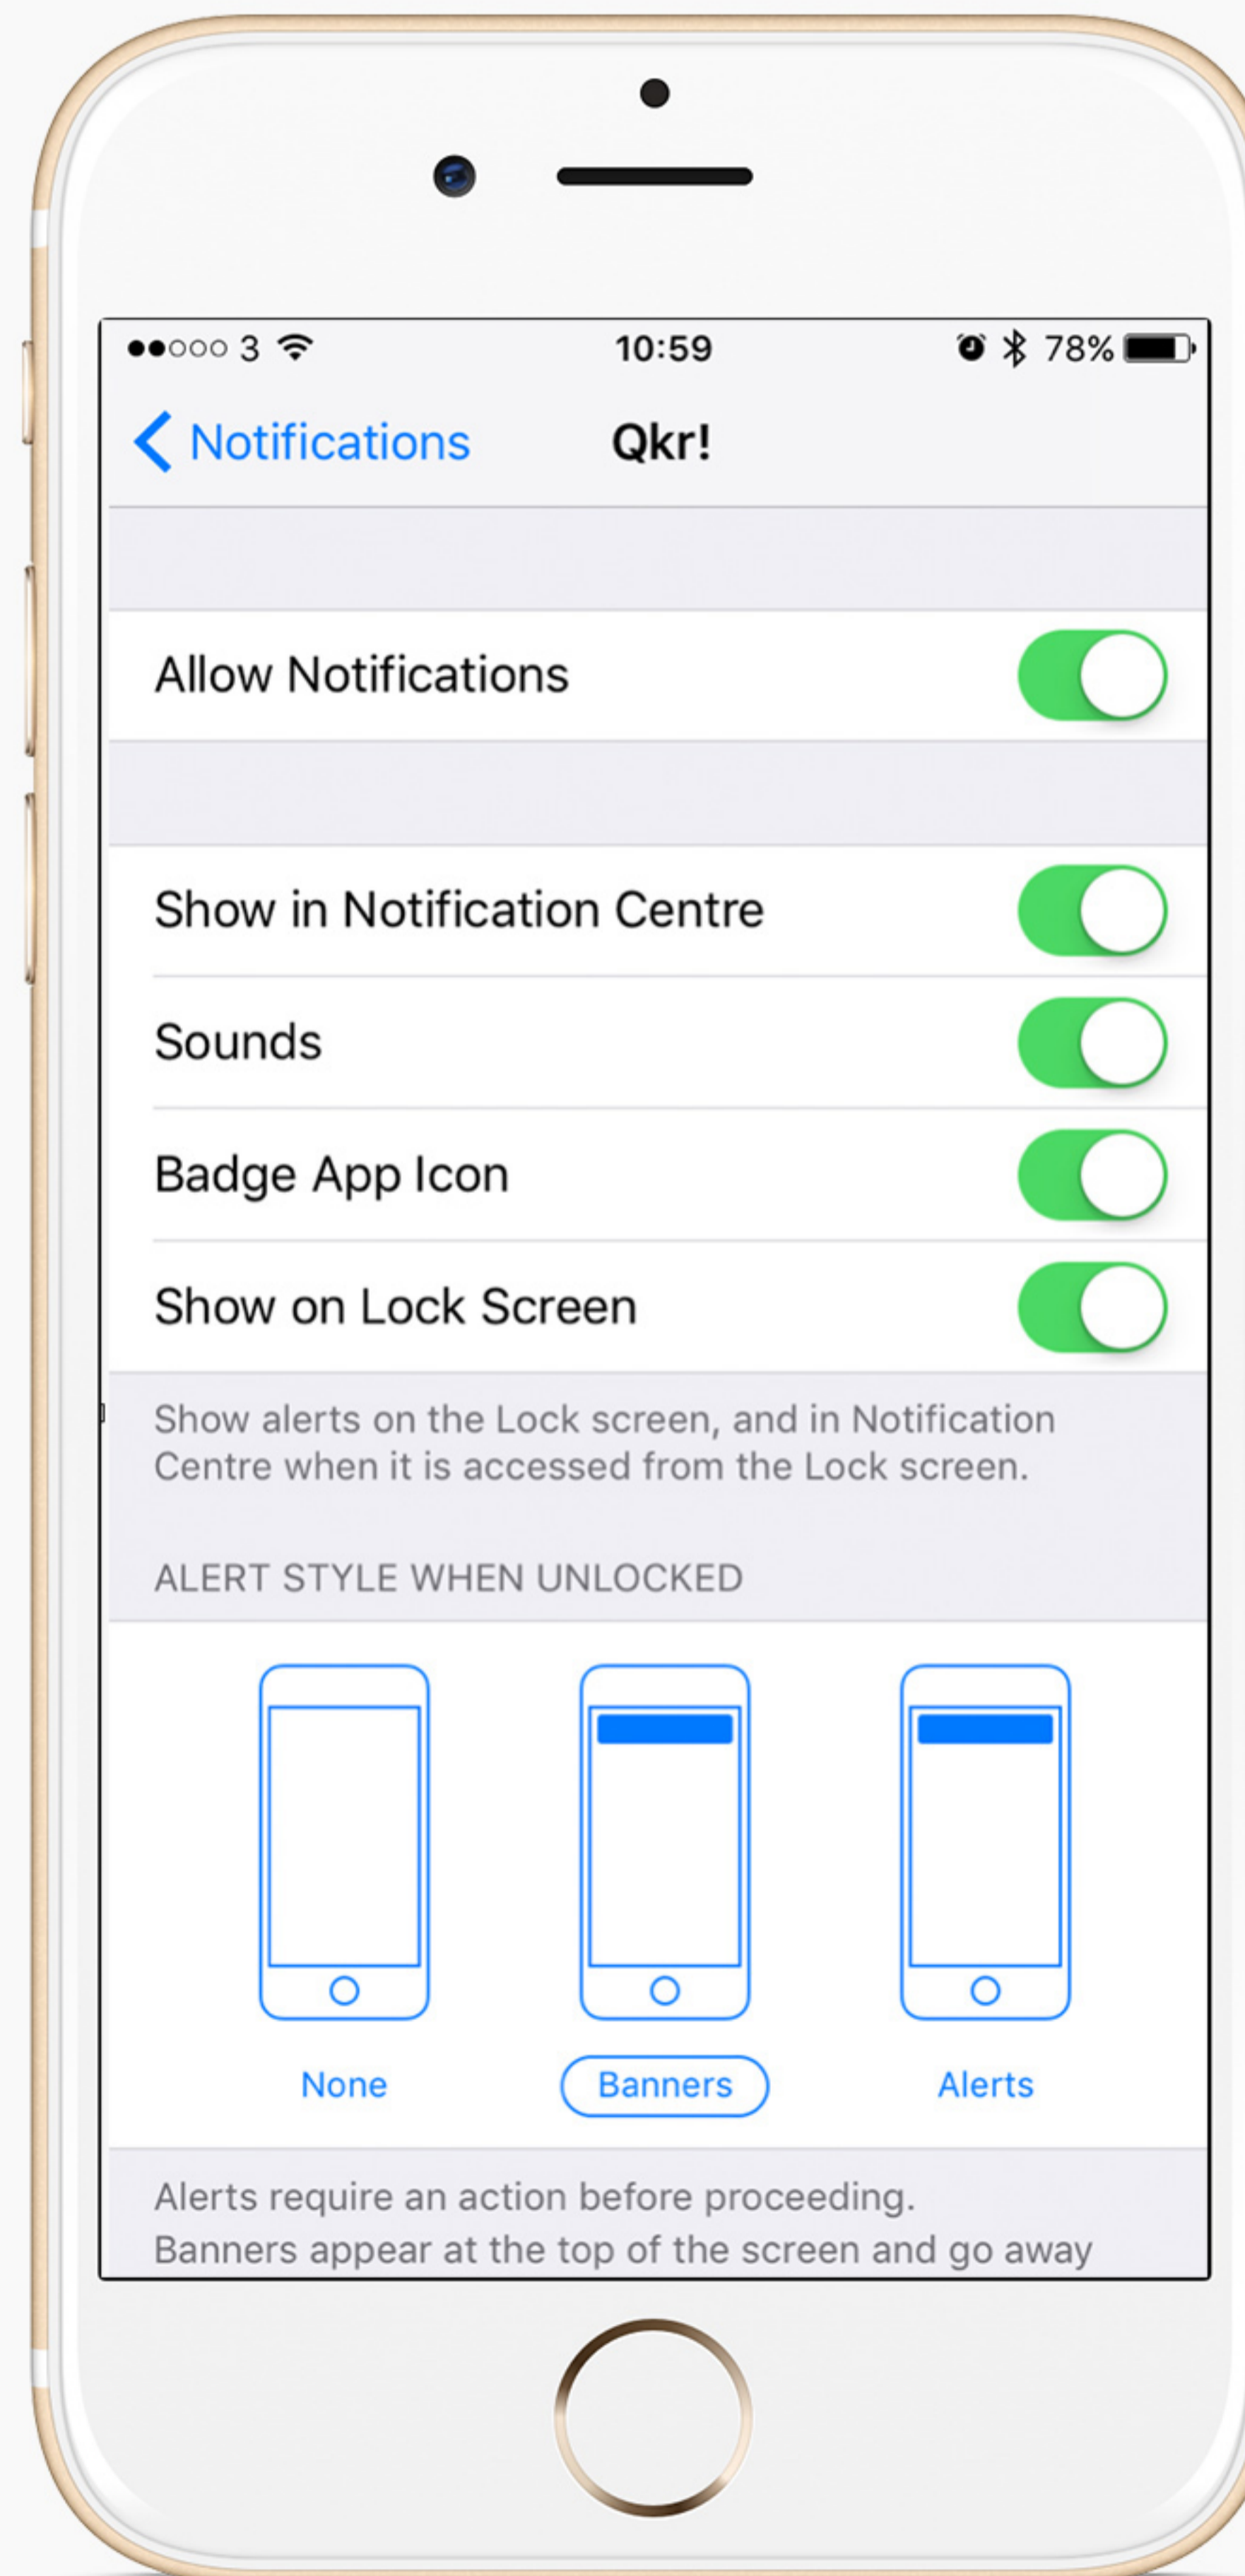 3 10:59 78%
Notifications Qkr!
Allow Notifications
Show in Notification Centre
Sounds
Badge App Icon
Show on Lock Screen
Show alerts on the Lock screen, and in Notification
Centre when it is accessed from the Lock screen.
ALERT STYLE WHEN UNLOCKED
None Banners Alerts
Alerts require an action before proceeding.
Banners appear at the top of the screen and go away